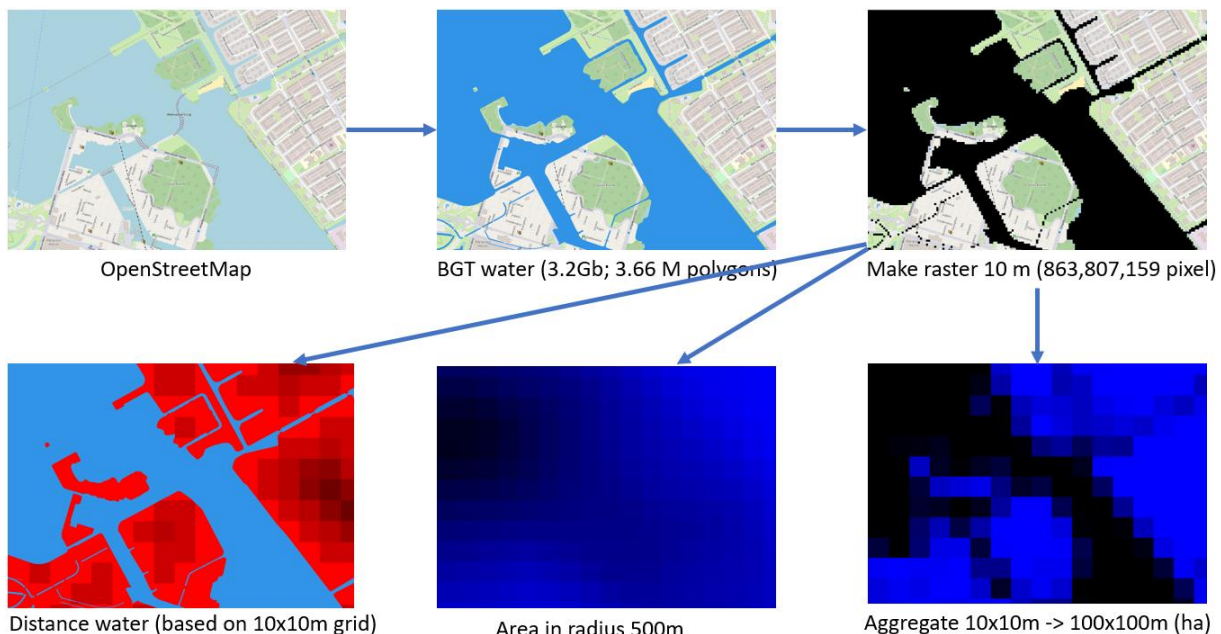 OpenStreetMap
BGT water (3.2Gb; 3.66 M polygons)
Make raster 10 m (863,807,159 pixel)
Distance water (based on 10x10m grid)
Area in radius 500m
Aggregate 10x10m -> 100x100m (ha)